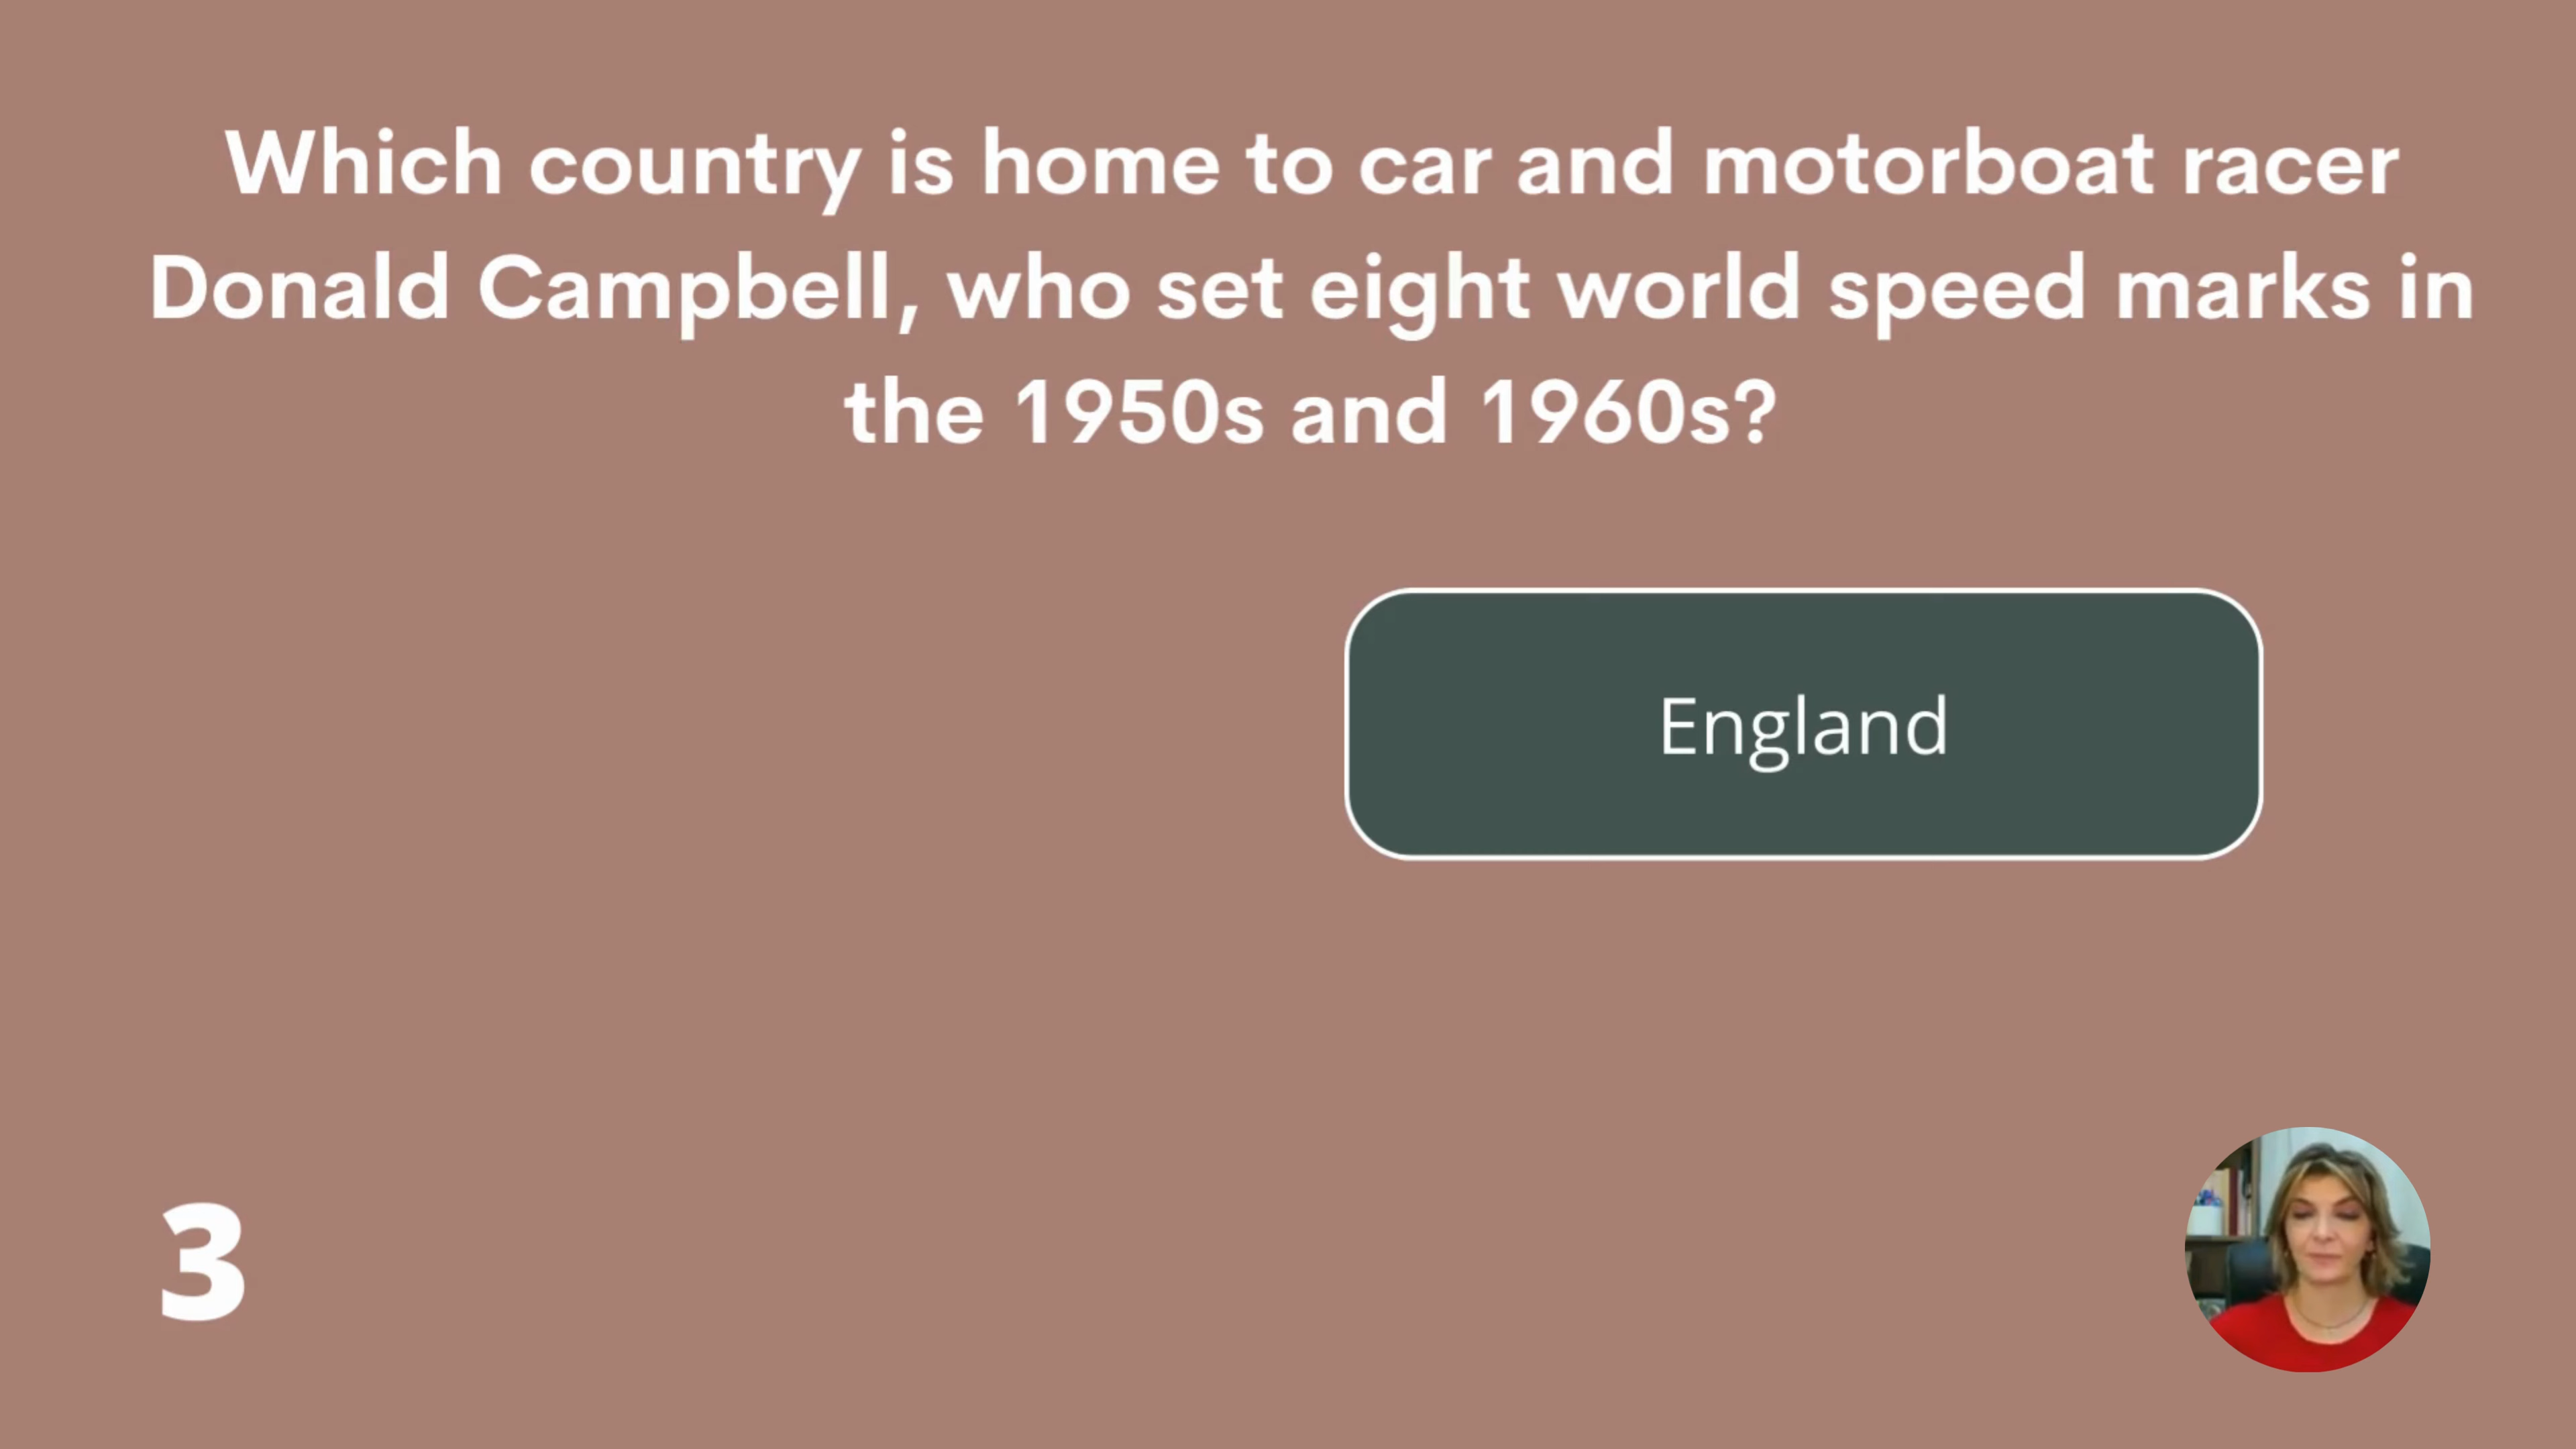 Which country is home to car and motorboat racer
Donald Campbell, who set eight world speed marks in
the 1950s and 1960s?
England
3